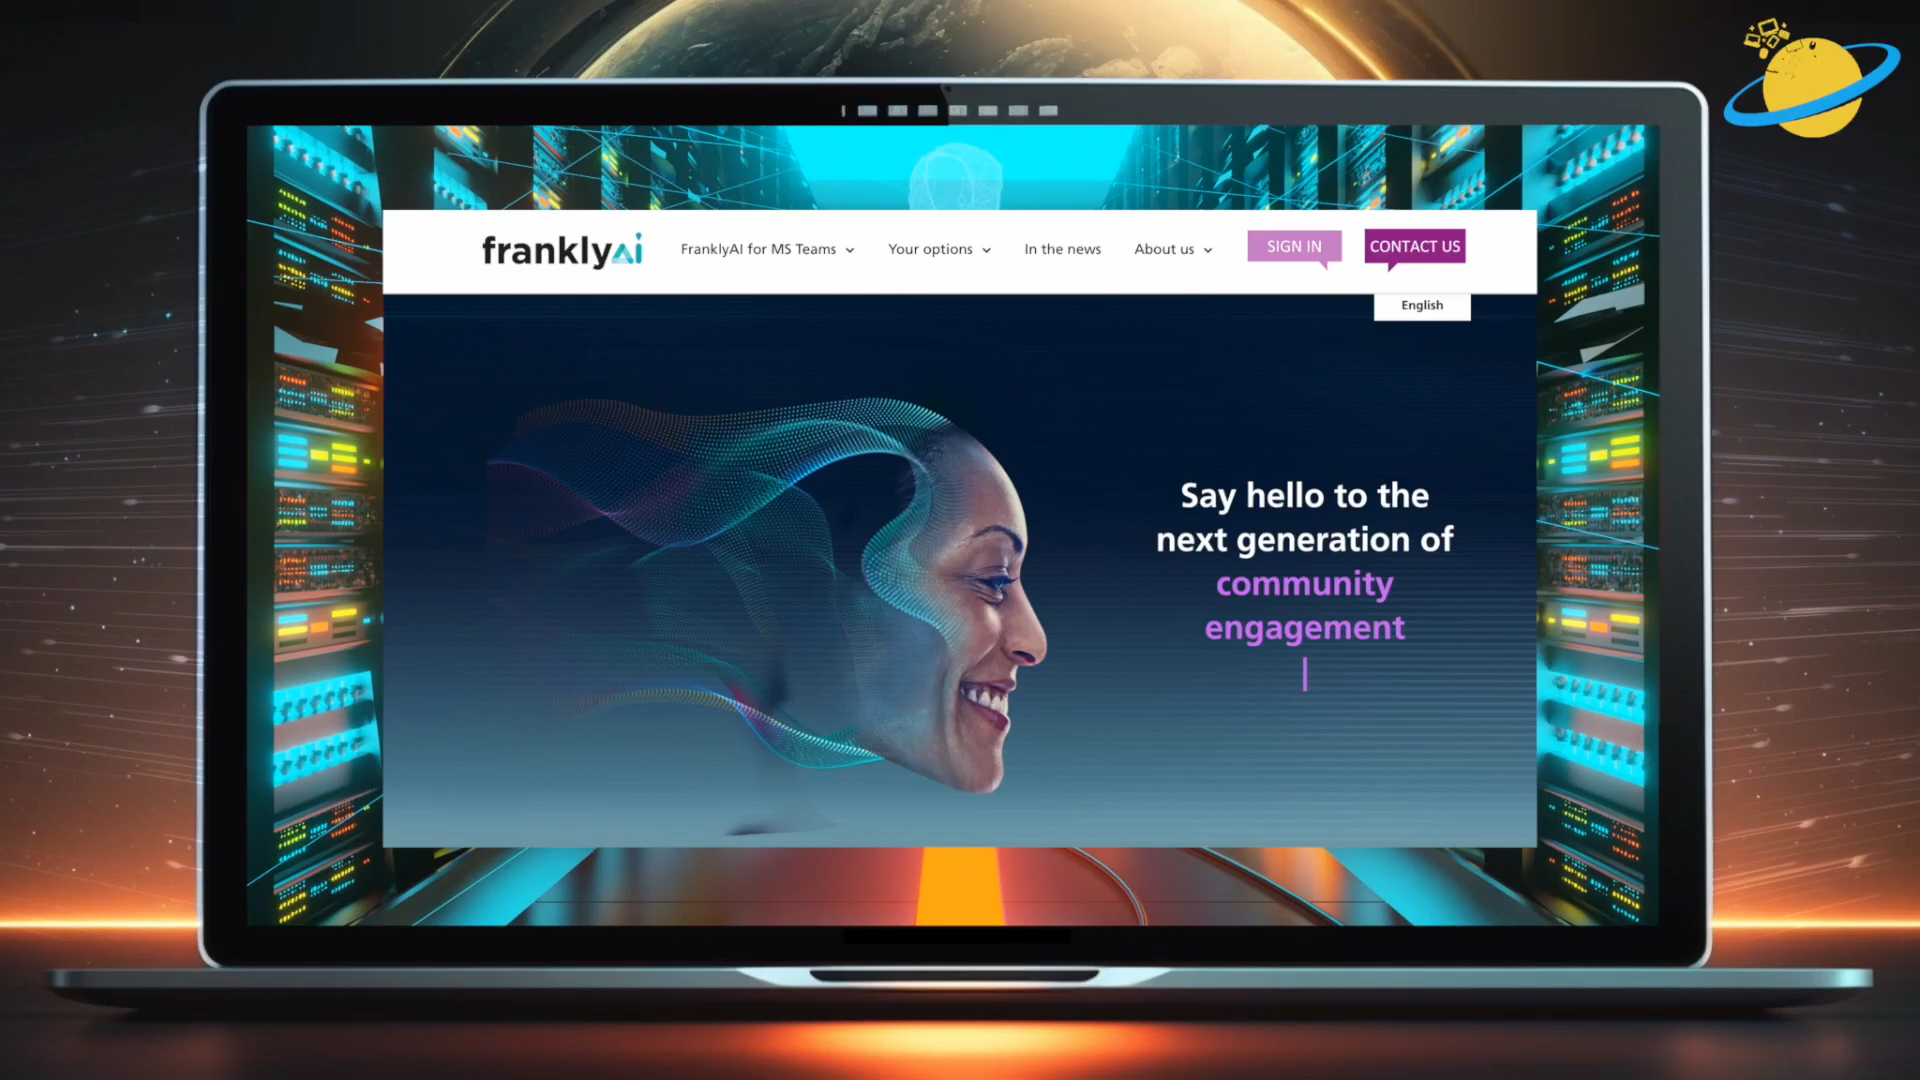 franklyai
FranklyAI for MS Teams
Your options
In the news
About us
SIGN IN
CONTACT US
English
Say hello to the
next generation of
community
engagement